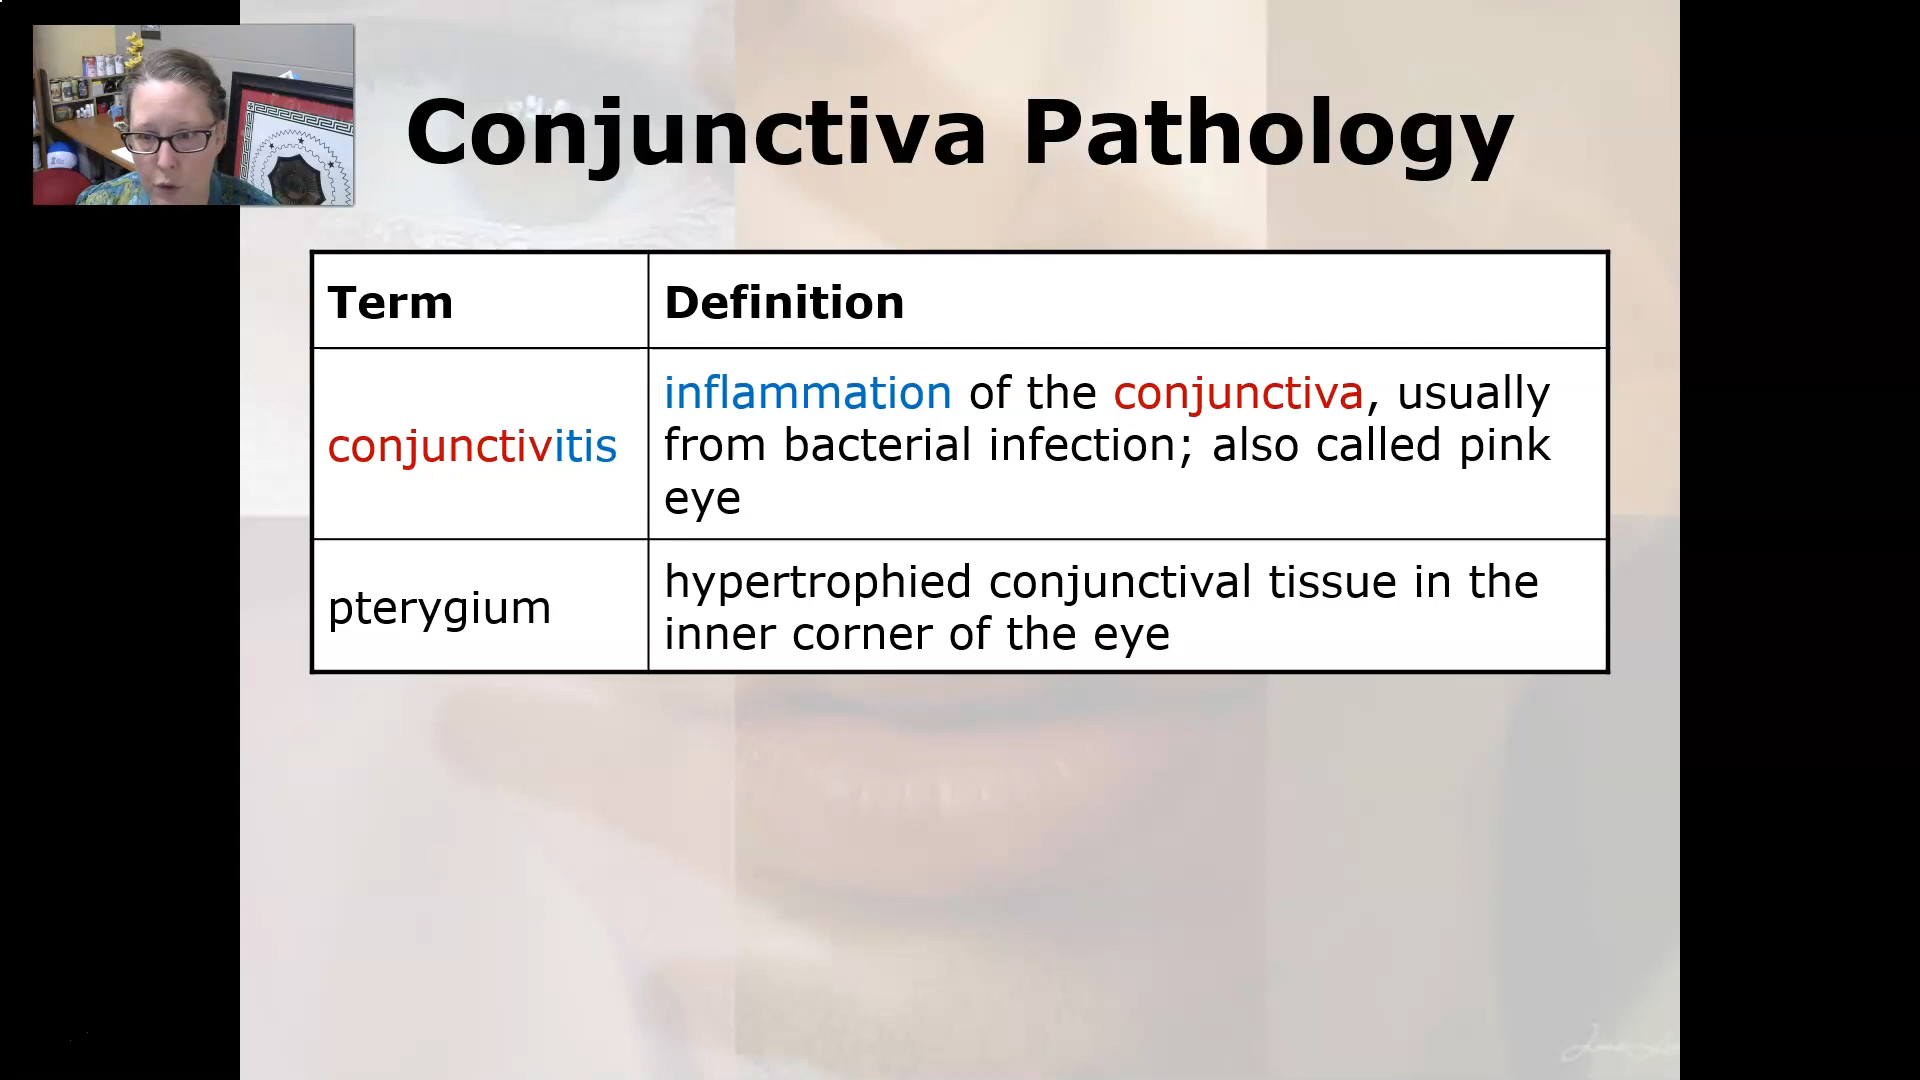 Conjunctiva Pathology
Term
Definition
conjunctivitis
inflammation of the conjunctiva, usually
from bacterial infection; also called pink
eye
pterygium
hypertrophied conjunctival tissue in the
inner corner of the eye